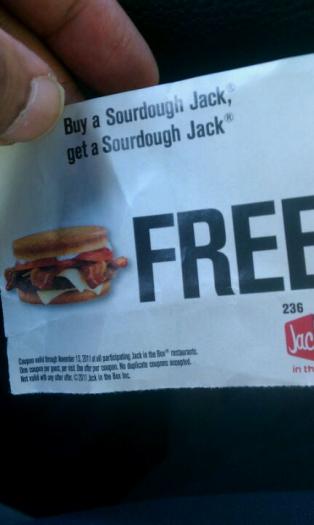 Buy a Sourdough Jack,®
get a Sourdough Jack®
FREE
236
Jac
in th
Coupon valid through November 13, 2011 at all participating Jack in the Box® restaurants.
One coupon per guest, per visit. One offer per coupon. No duplicate coupons accepted.
Not valid with any other offer. © 2011 Jack in the Box Inc.